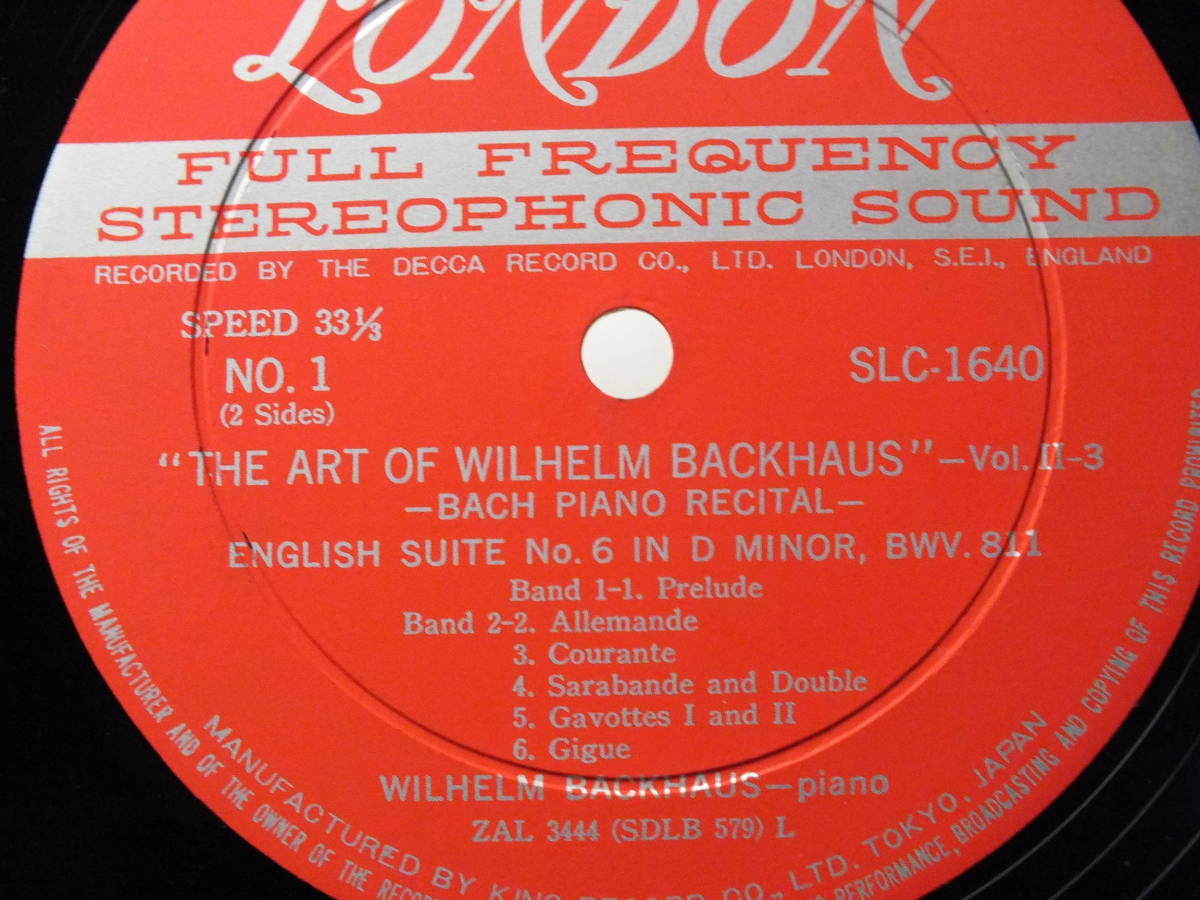 LONDON
FULL FREQUENCY
STEREOPHONIC SOUND
RECORDED BY THE DECCA RECORD CO., LTD. LONDON, S.E.I., ENGLAND
SPEED 33⅓
NO. 1
(2 Sides)
SLC-1640
"THE ART OF WILHELM BACKHAUS"—Vol. II-3
—BACH PIANO RECITAL—
ENGLISH SUITE No. 6 IN D MINOR, BWV. 811
Band 1-1. Prelude
Band 2-2. Allemande
3. Courante
4. Sarabande and Double
5. Gavottes I and II
6. Gigue
WILHELM BACKHAUS—piano
ZAL 3444 (SDLB 579) L
MANUFACTURED BY KING RECORD CO., LTD. TOKYO, JAPAN
ALL RIGHTS OF THE MANUFACTURER AND OF THE OWNER OF THE RECORDED
PERFORMANCE, BROADCASTING AND COPYING OF THIS RECORD PROHIBITED